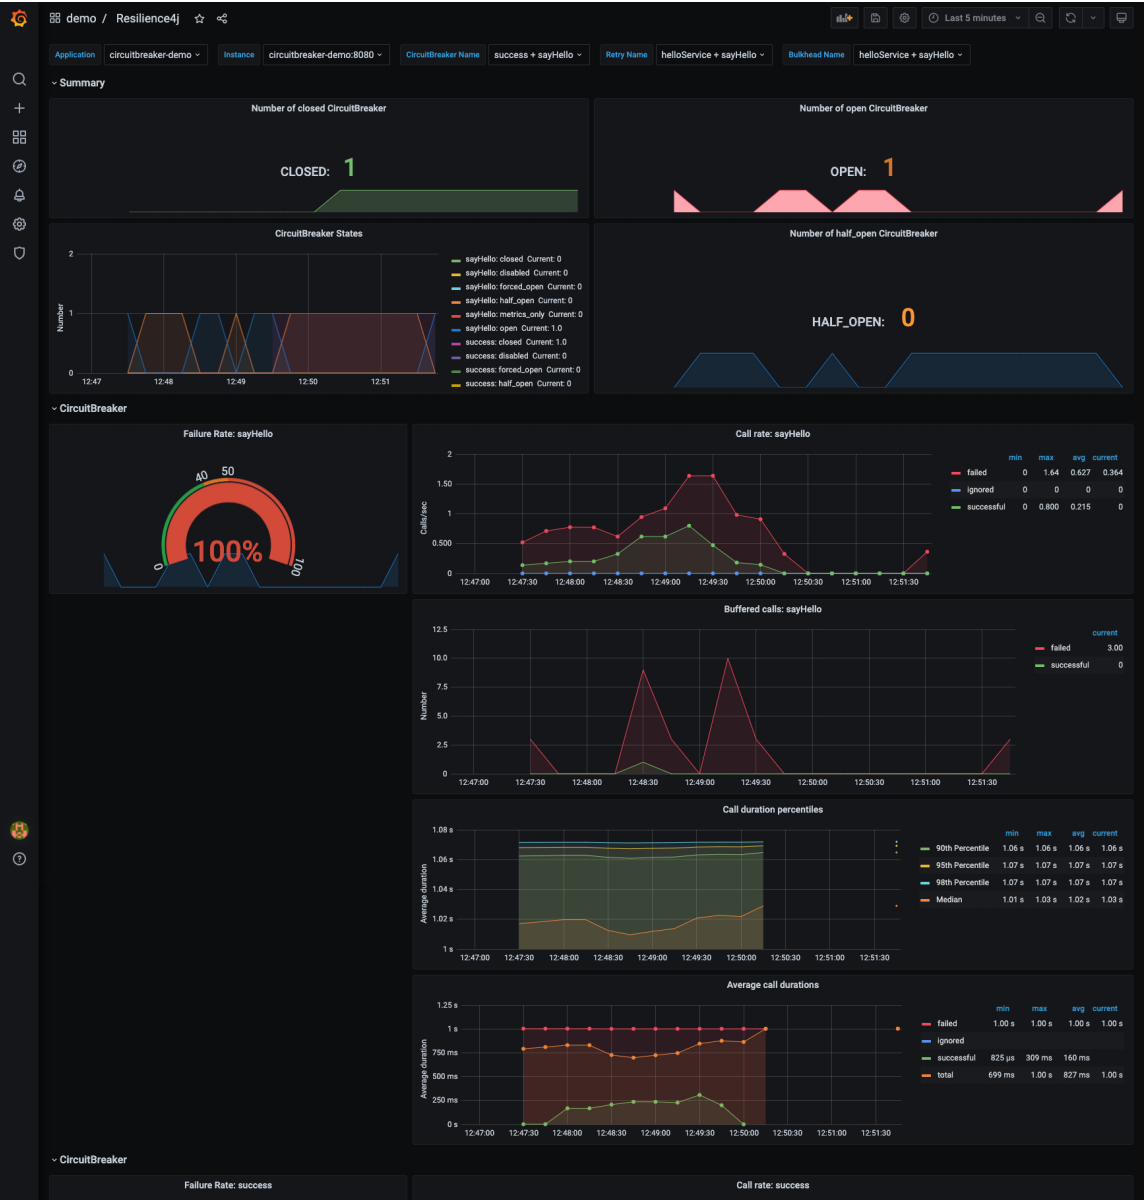 demo / Resilience4j
Last 5 minutes
Application circuitbreaker-demo Instance circuitbreaker-demo:8080 CircuitBreaker Name success + sayHello Retry Name helloService + sayHello Bulkhead Name helloService + sayHello
Summary
Number of closed CircuitBreaker
CLOSED: 1
Number of open CircuitBreaker
OPEN: 1
CircuitBreaker States
Number
2
1
0
12:47 12:48 12:49 12:50 12:51
sayHello: closed Current: 0
sayHello: disabled Current: 0
sayHello: forced_open Current: 0
sayHello: half_open Current: 0
sayHello: metrics_only Current: 0
sayHello: open Current: 1.0
success: closed Current: 1.0
success: disabled Current: 0
success: forced_open Current: 0
success: half_open Current: 0
Number of half_open CircuitBreaker
HALF_OPEN: 0
CircuitBreaker
Failure Rate: sayHello
0 40 50 100
100%
Call rate: sayHello
Calls/sec
2
1.50
1
0.500
0
12:47:00 12:47:30 12:48:00 12:48:30 12:49:00 12:49:30 12:50:00 12:50:30 12:51:00 12:51:30
min max avg current
failed 0 1.64 0.627 0.364
ignored 0 0 0 0
successful 0 0.800 0.215 0
Buffered calls: sayHello
Number
12.5
10.0
7.5
5.0
2.5
0
12:47:00 12:47:30 12:48:00 12:48:30 12:49:00 12:49:30 12:50:00 12:50:30 12:51:00 12:51:30
current
failed 3.00
successful 0
Call duration percentiles
Average duration
1.08 s
1.06 s
1.04 s
1.02 s
1 s
12:47:00 12:47:30 12:48:00 12:48:30 12:49:00 12:49:30 12:50:00 12:50:30 12:51:00 12:51:30
min max avg current
90th Percentile 1.06 s 1.06 s 1.06 s 1.06 s
95th Percentile 1.07 s 1.07 s 1.07 s 1.07 s
98th Percentile 1.07 s 1.07 s 1.07 s 1.07 s
Median 1.01 s 1.03 s 1.02 s 1.03 s
Average call durations
Average duration
1.25 s
1 s
750 ms
500 ms
250 ms
0 s
12:47:00 12:47:30 12:48:00 12:48:30 12:49:00 12:49:30 12:50:00 12:50:30 12:51:00 12:51:30
min max avg current
failed 1.00 s 1.00 s 1.00 s 1.00 s
ignored
successful 825 µs 309 ms 160 ms
total 699 ms 1.00 s 827 ms 1.00 s
CircuitBreaker
Failure Rate: success
Call rate: success